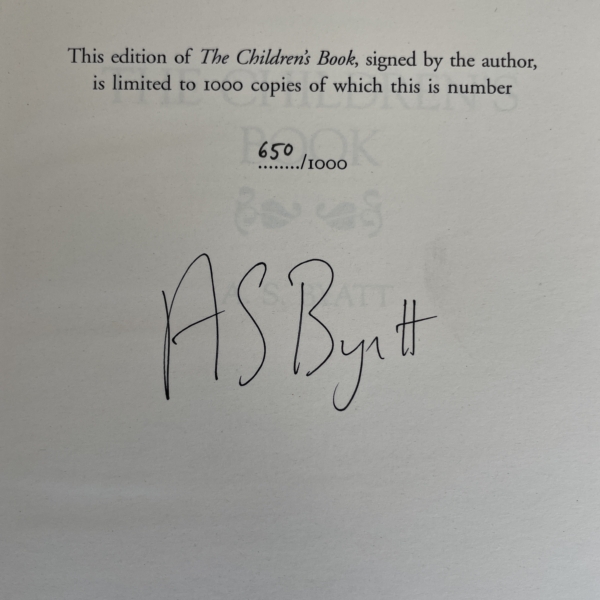 This edition of The Children's Book, signed by the author,
is limited to 1000 copies of which this is number
650/1000
A S Byatt